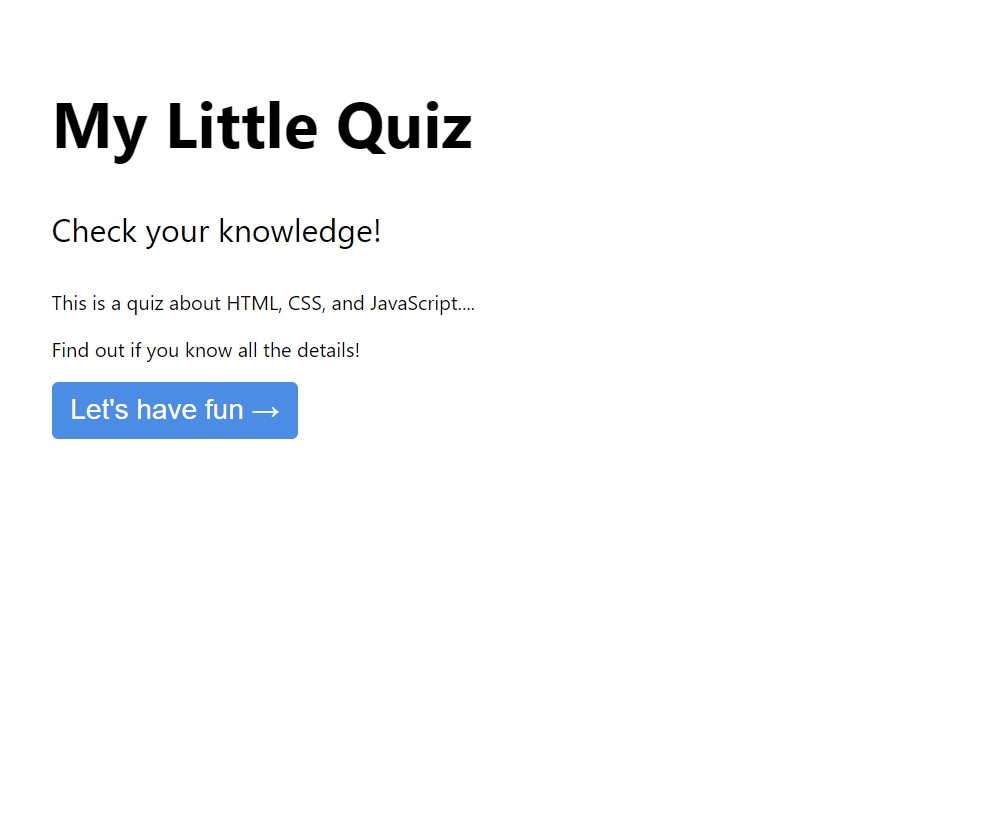 My Little Quiz
Check your knowledge!
This is a quiz about HTML, CSS, and JavaScript....
Find out if you know all the details!
Let's have fun →